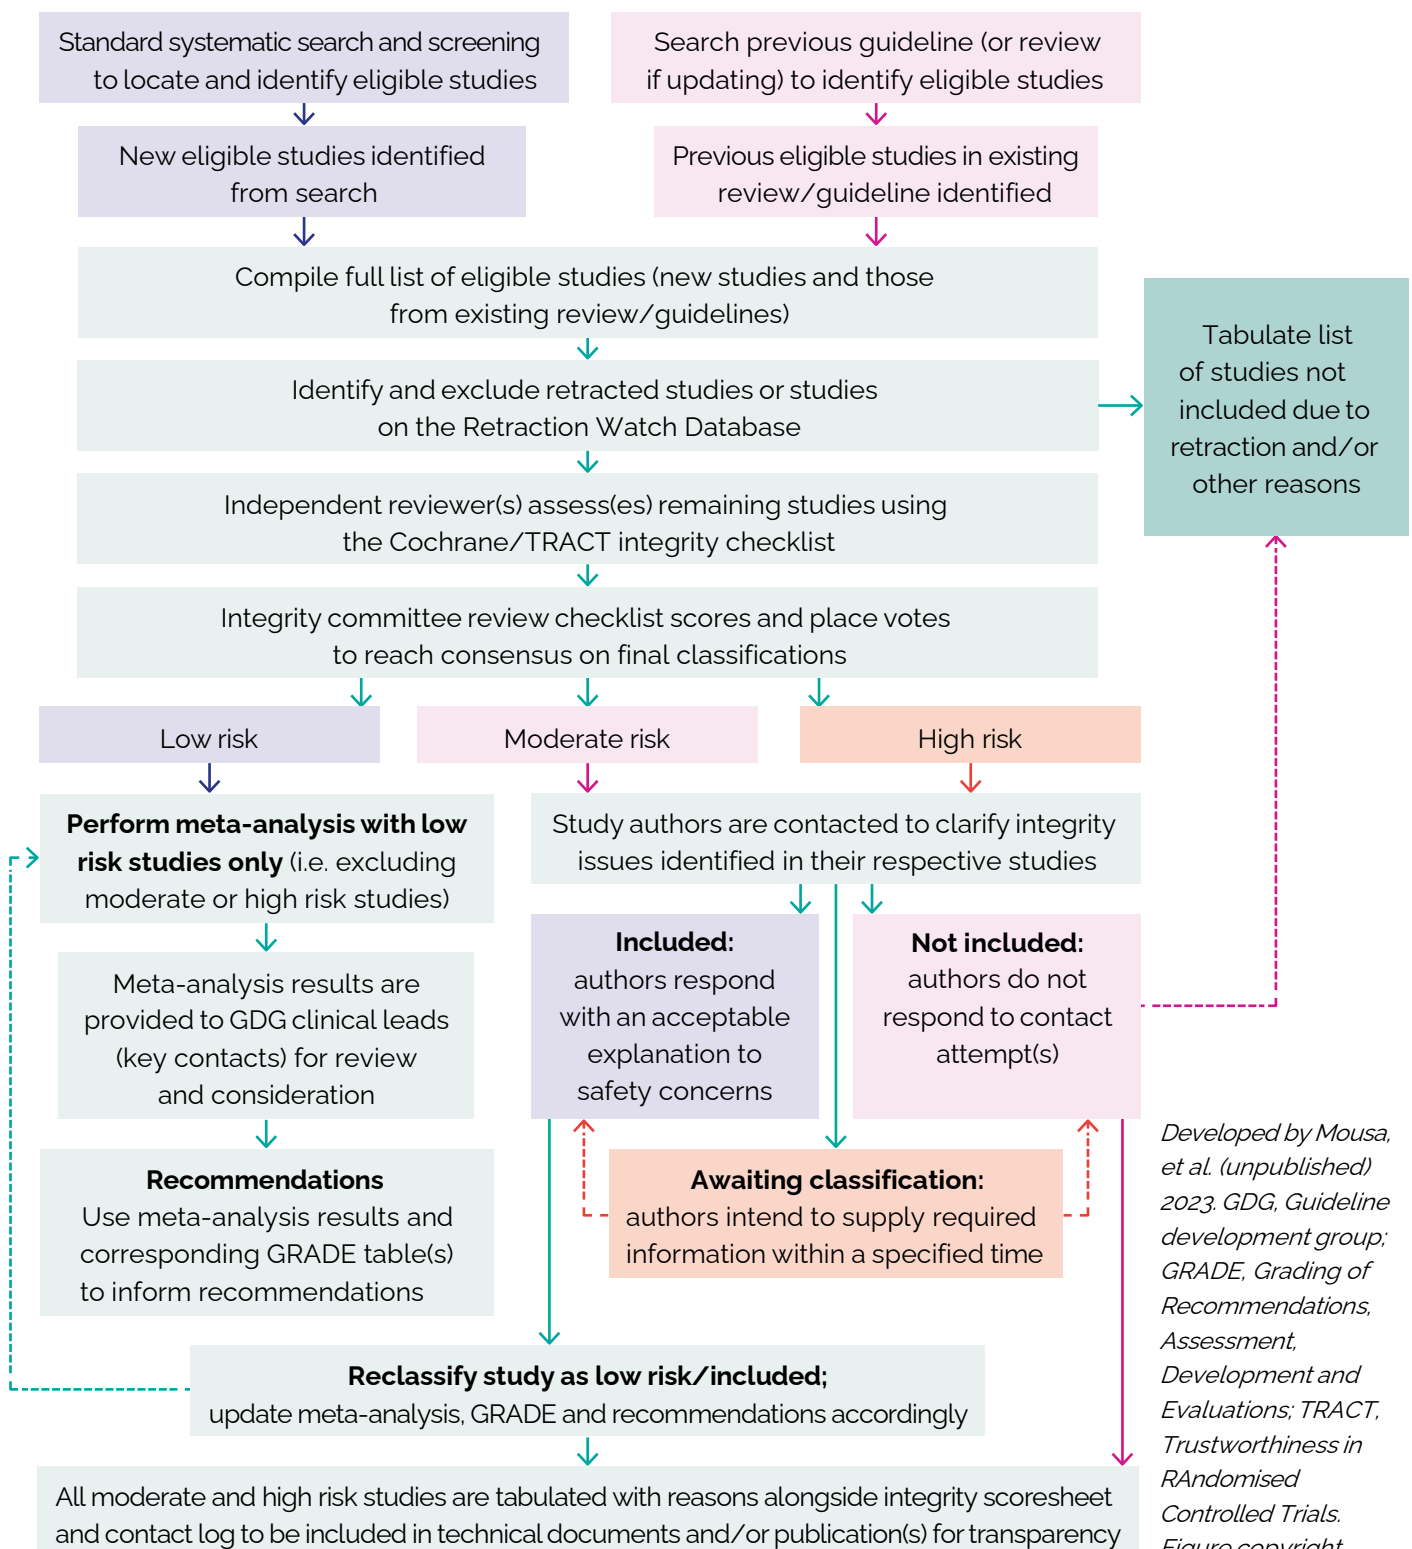 Standard systematic search and screening
to locate and identify eligible studies
Search previous guideline (or review
if updating) to identify eligible studies
New eligible studies identified
from search
Previous eligible studies in existing
review/guideline identified
Compile full list of eligible studies (new studies and those
from existing review/guidelines)
Identify and exclude retracted studies or studies
on the Retraction Watch Database
Tabulate list
of studies not
included due to
retraction and/or
other reasons
Independent reviewer(s) assess(es) remaining studies using
the Cochrane/TRACT integrity checklist
Integrity committee review checklist scores and place votes
to reach consensus on final classifications
Low risk
Moderate risk
High risk
Perform meta-analysis with low
risk studies only (i.e. excluding
moderate or high risk studies)
Study authors are contacted to clarify integrity
issues identified in their respective studies
Meta-analysis results are
provided to GDG clinical leads
(key contacts) for review
and consideration
Included:
authors respond
with an acceptable
explanation to
safety concerns
Not included:
authors do not
respond to contact
attempt(s)
Recommendations
Use meta-analysis results and
corresponding GRADE table(s)
to inform recommendations
Awaiting classification:
authors intend to supply required
information within a specified time
Reclassify study as low risk/included;
update meta-analysis, GRADE and recommendations accordingly
All moderate and high risk studies are tabulated with reasons alongside integrity scoresheet
and contact log to be included in technical documents and/or publication(s) for transparency
Developed by Mousa,
et al. (unpublished)
2023. GDG, Guideline
development group;
GRADE, Grading of
Recommendations,
Assessment,
Development and
Evaluations; TRACT,
Trustworthiness in
RAndomised
Controlled Trials.
Figure copyright